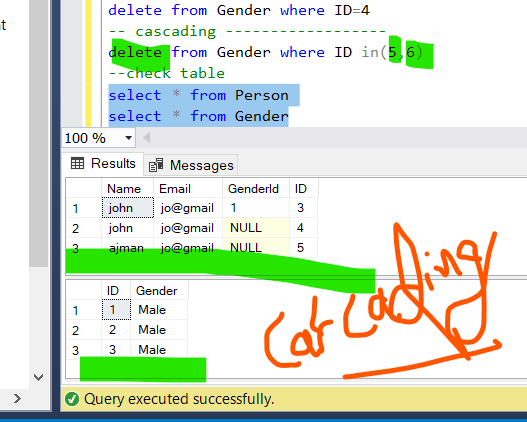 t
delete from Gender where ID=4
-- cascading ------------------
delete from Gender where ID in(5,6)
--check table
select * from Person
select * from Gender
100 %
Results Messages
Name Email GenderId ID
1 john jo@gmail 1 3
2 john jo@gmail NULL 4
3 ajman jo@gmail NULL 5
ID Gender
1 1 Male
2 2 Male
3 3 Male
CarCading
Query executed successfully.